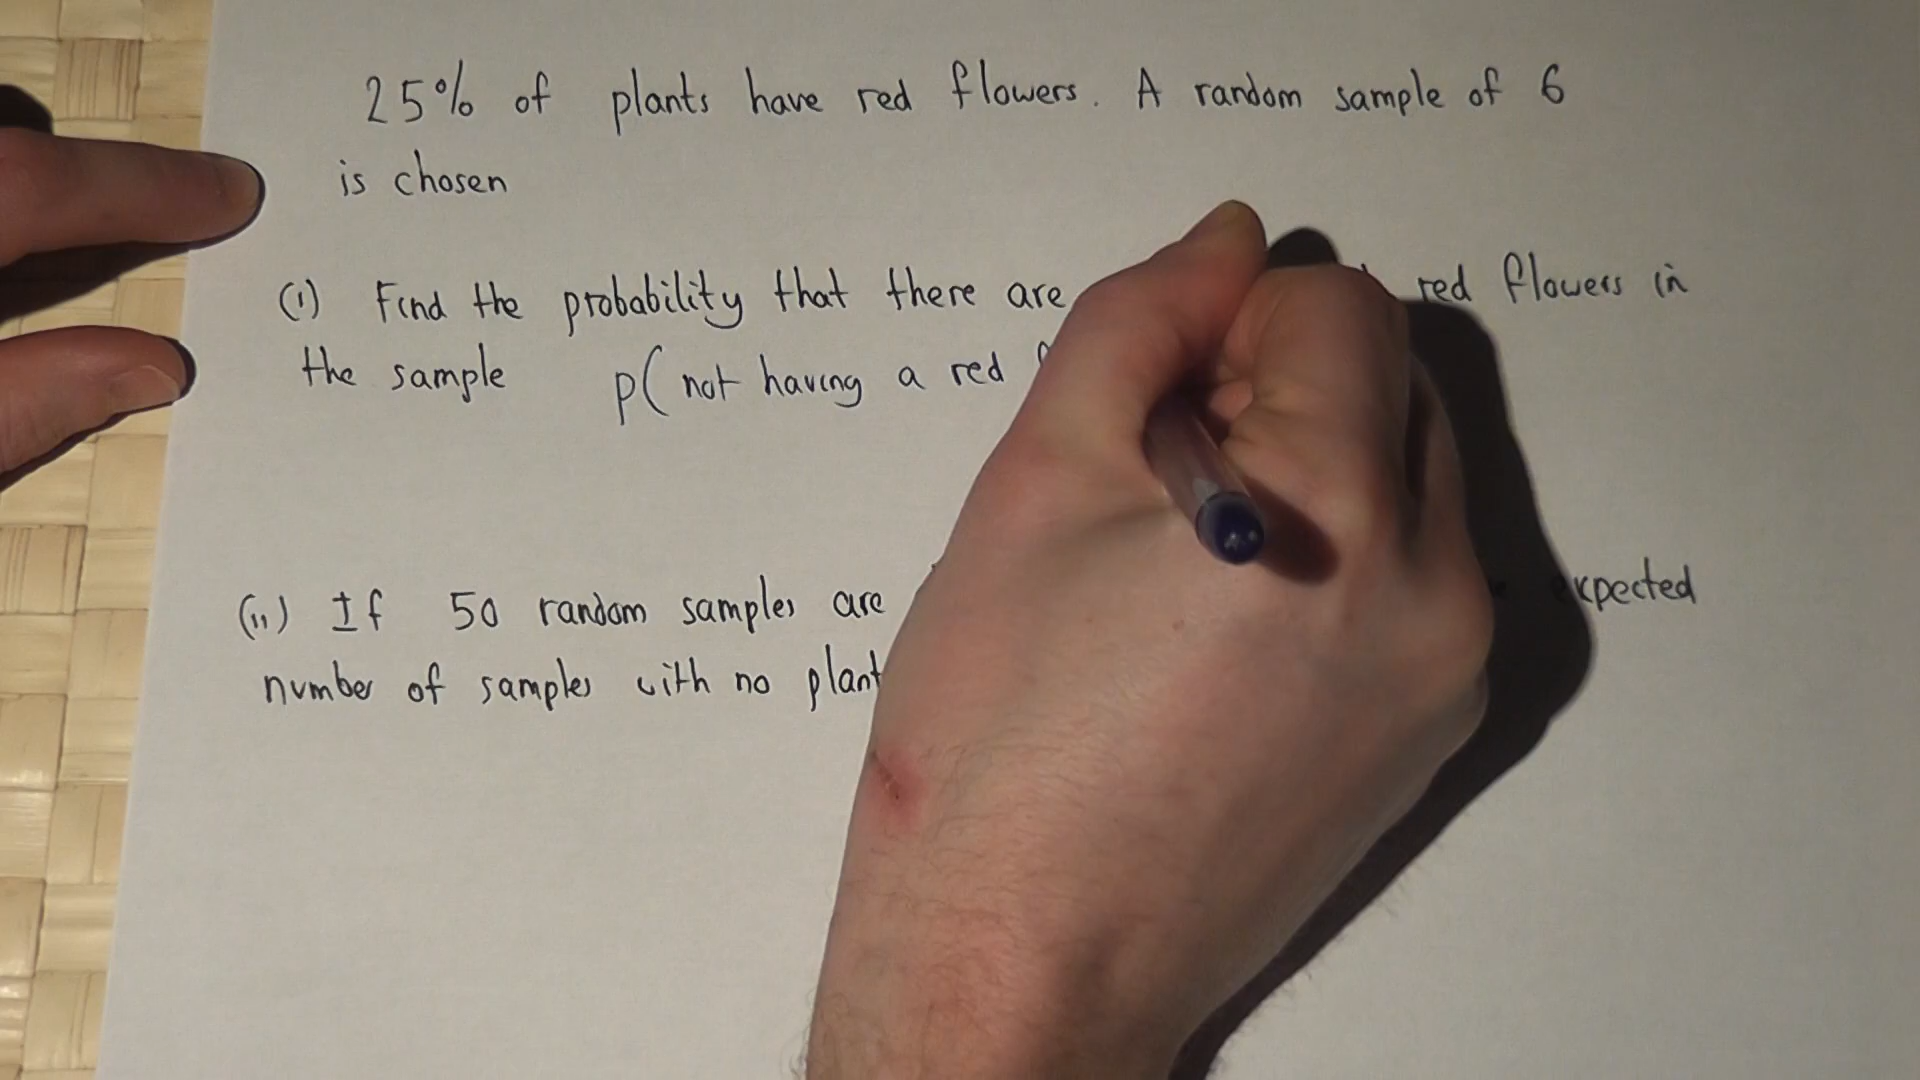 25% of plants have red flowers. A random sample of 6
is chosen
(i) Find the probability that there are red flowers in
the sample p( not having a red
(ii) If 50 random samples are expected
number of samples with no plant